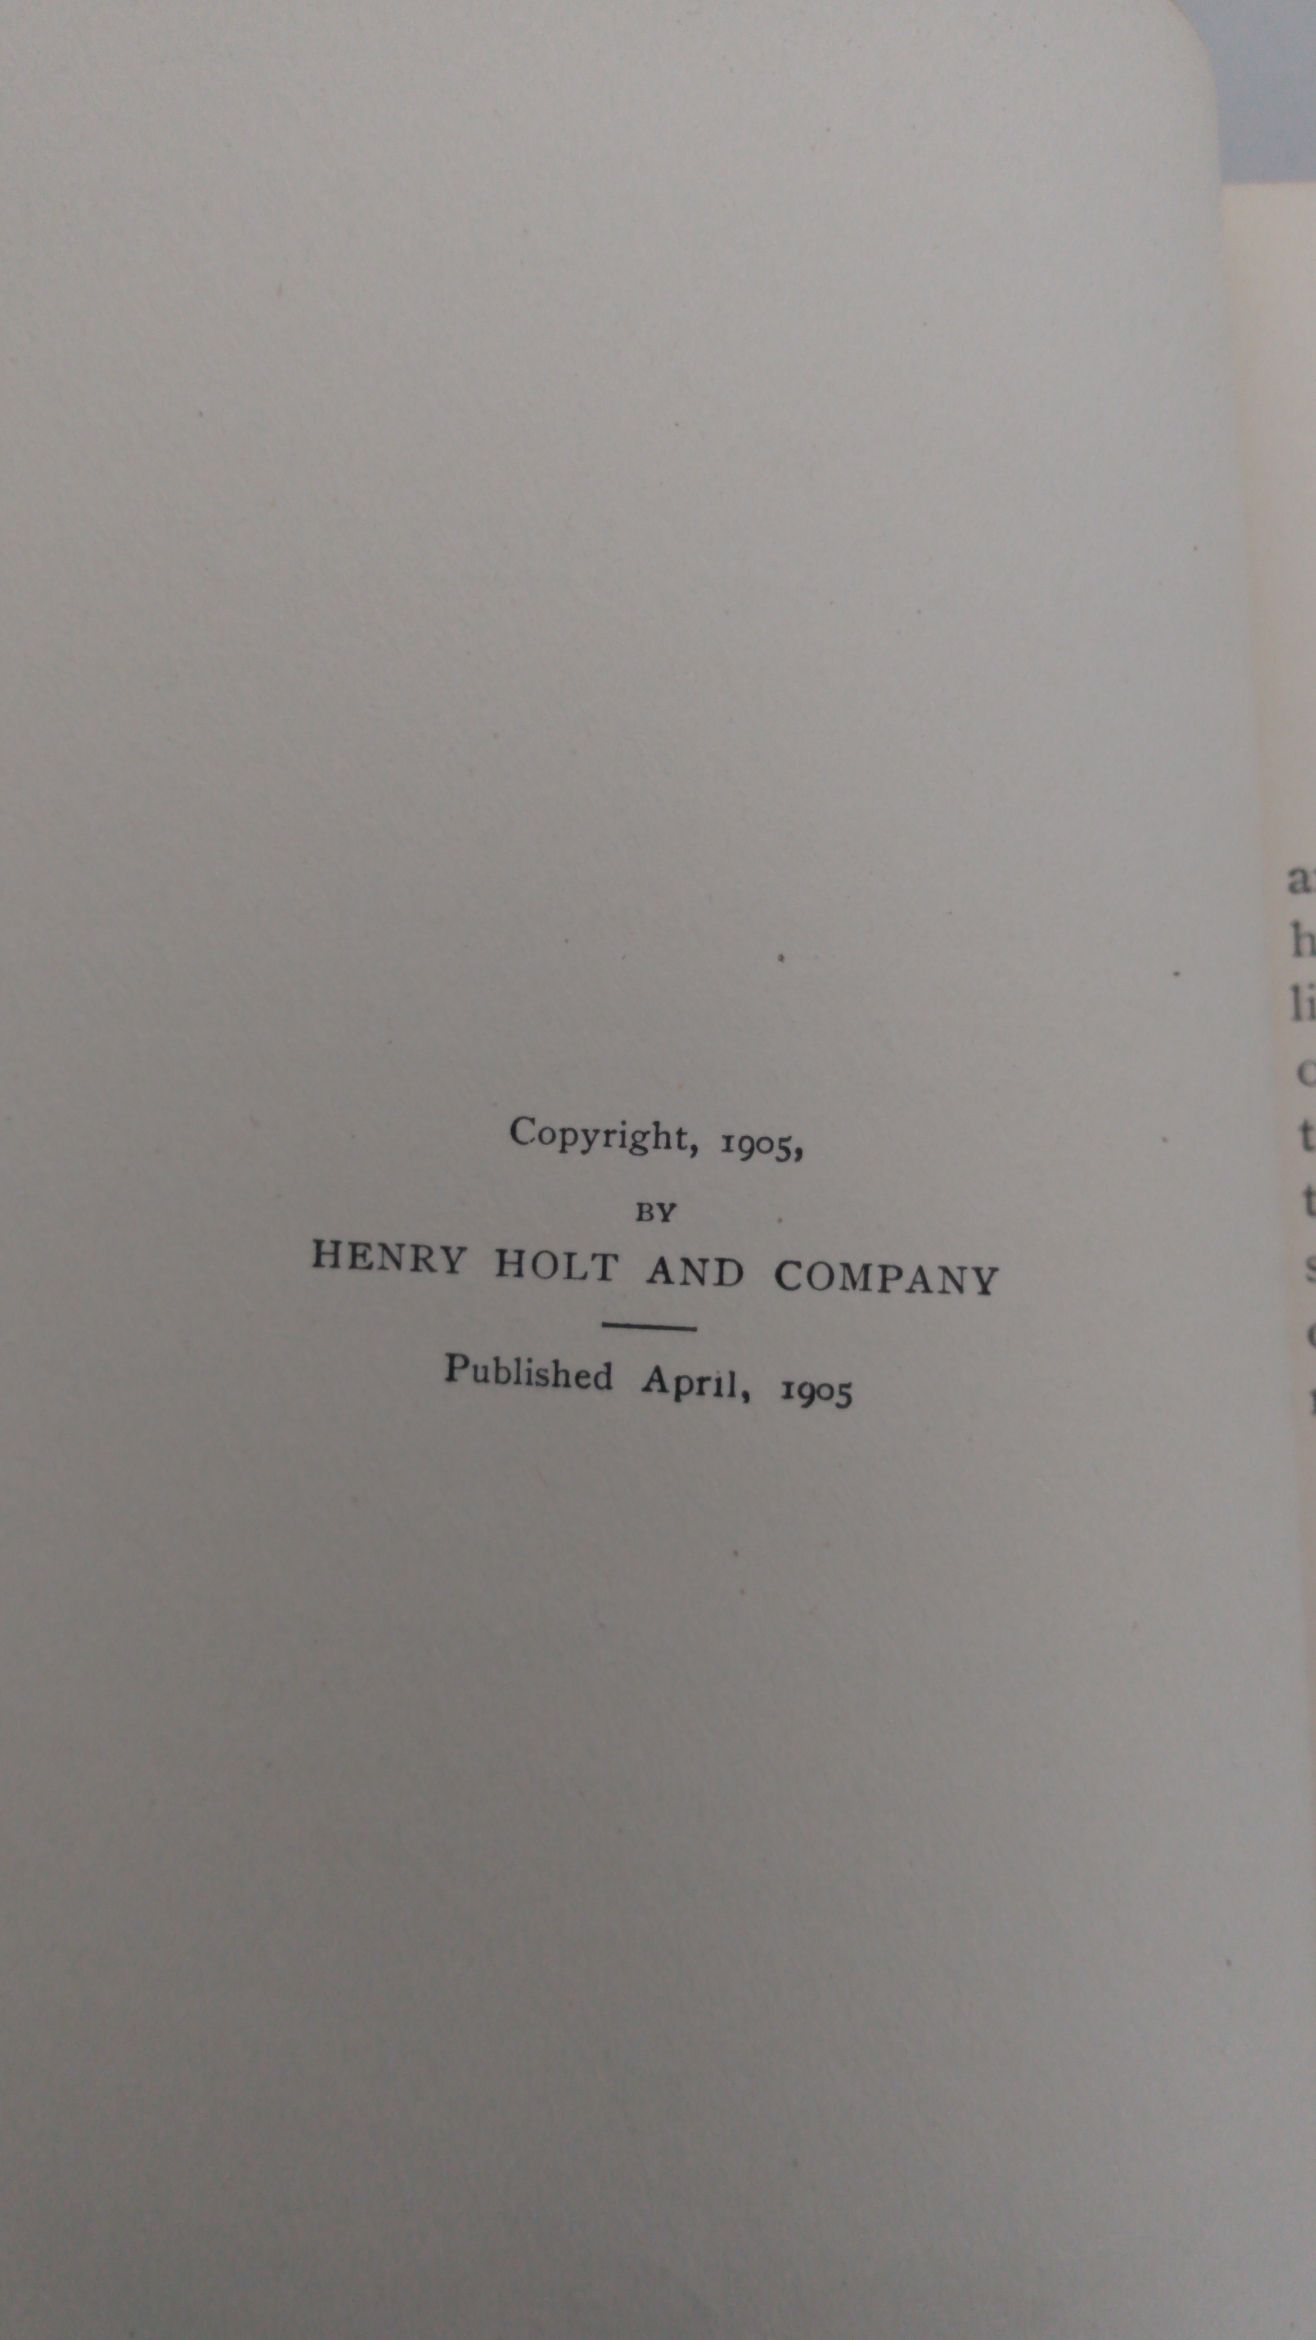 Copyright, 1905,
BY
HENRY HOLT AND COMPANY
Published April, 1905